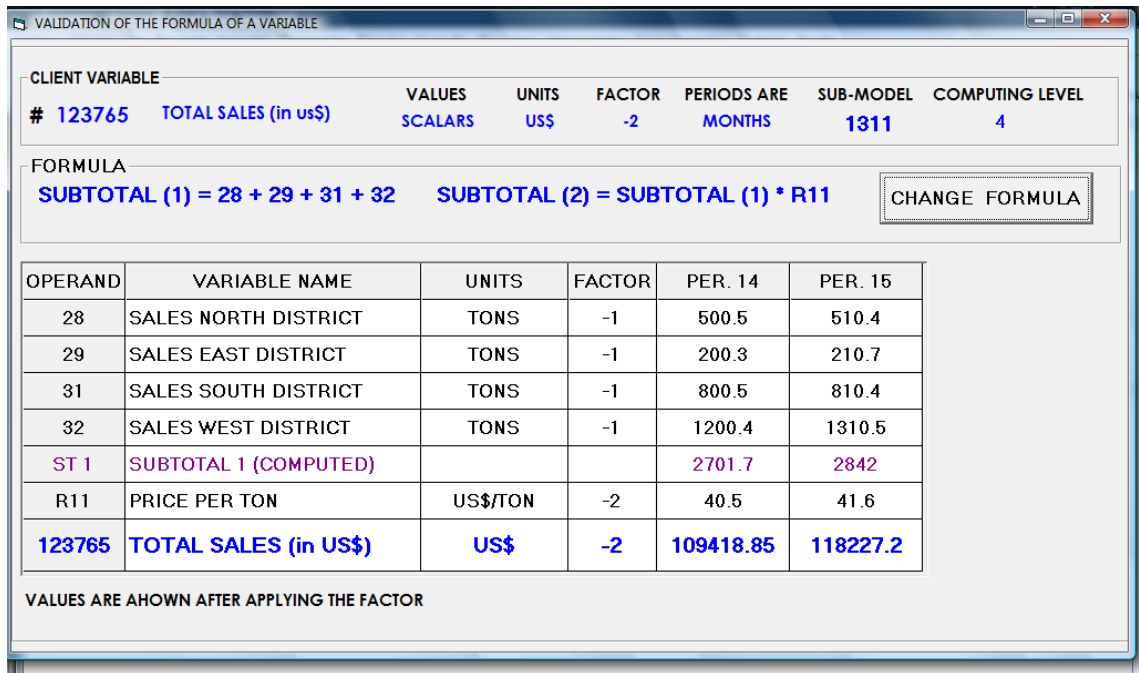 VALIDATION OF THE FORMULA OF A VARIABLE
CLIENT VARIABLE
VALUES UNITS FACTOR PERIODS ARE SUB-MODEL COMPUTING LEVEL
# 123765 TOTAL SALES (in us$) SCALARS US$ -2 MONTHS 1311 4
FORMULA
SUBTOTAL (1) = 28 + 29 + 31 + 32 SUBTOTAL (2) = SUBTOTAL (1) * R11 CHANGE FORMULA
OPERAND VARIABLE NAME UNITS FACTOR PER. 14 PER. 15
28 SALES NORTH DISTRICT TONS -1 500.5 510.4
29 SALES EAST DISTRICT TONS -1 200.3 210.7
31 SALES SOUTH DISTRICT TONS -1 800.5 810.4
32 SALES WEST DISTRICT TONS -1 1200.4 1310.5
ST 1 SUBTOTAL 1 (COMPUTED) 2701.7 2842
R11 PRICE PER TON US$/TON -2 40.5 41.6
123765 TOTAL SALES (in US$) US$ -2 109418.85 118227.2
VALUES ARE AHOWN AFTER APPLYING THE FACTOR